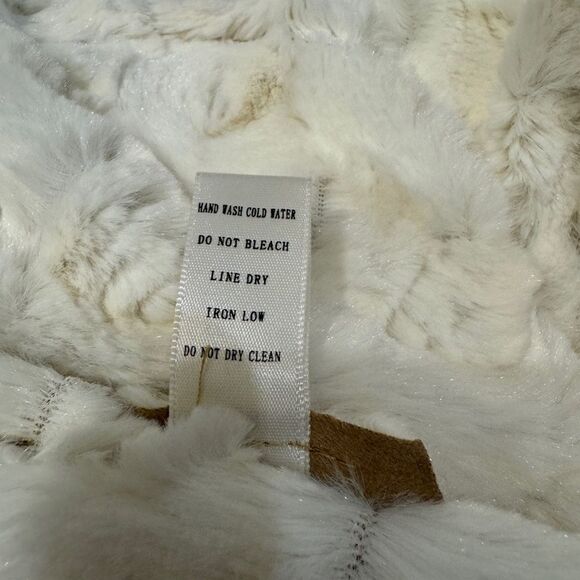 HAND WASH COLD WATER
DO NOT BLEACH
LINE DRY
IRON LOW
DO NOT DRY CLEAN